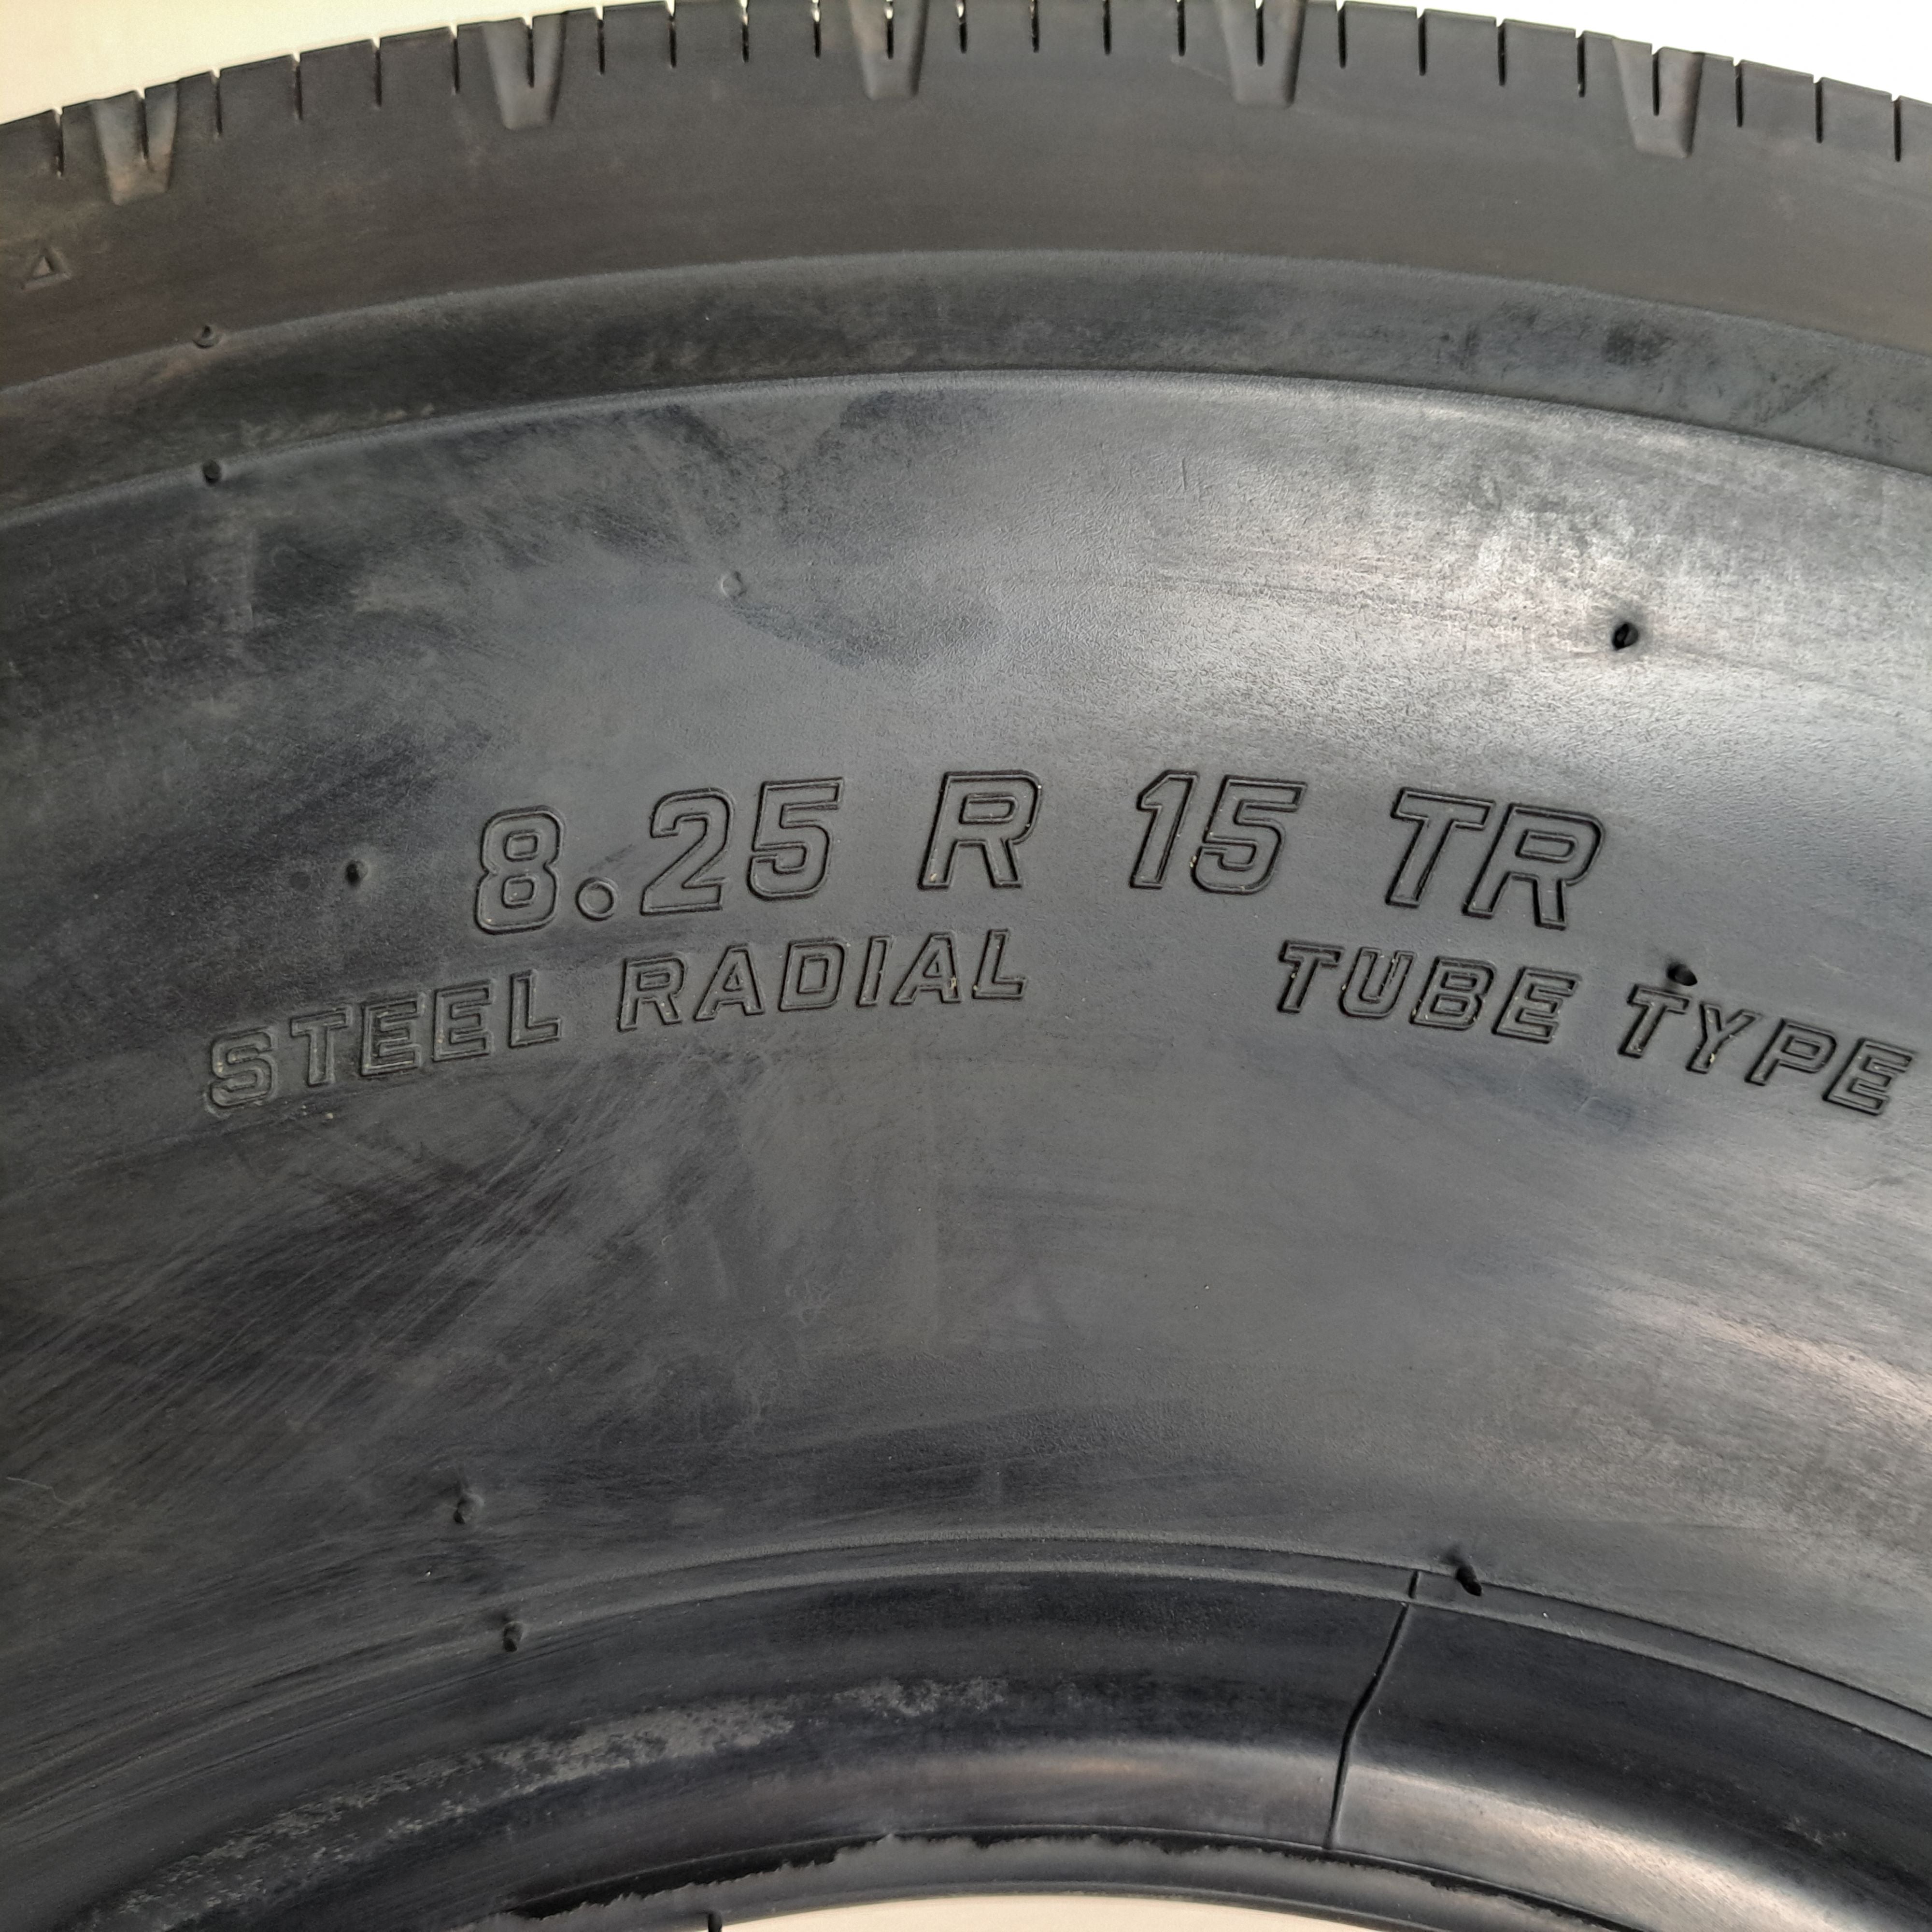 8.25 R 15 TR
STEEL RADIAL TUBE TYPE